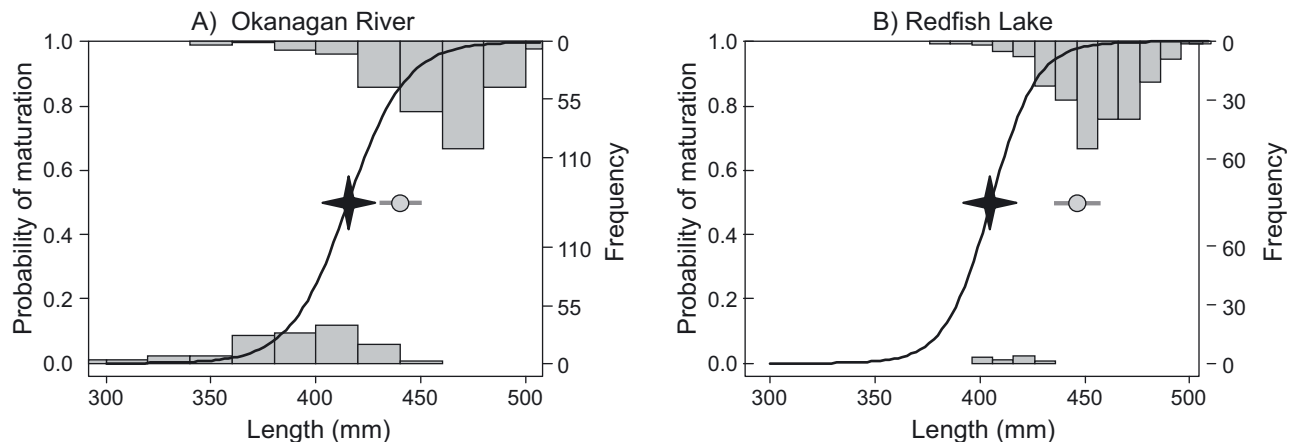 A) Okanagan River
B) Redfish Lake
1.0
0.8
0.6
0.4
0.2
0.0
Probability of maturation
0
55
110
110
55
0
Frequency
300 350 400 450 500
Length (mm)
1.0
0.8
0.6
0.4
0.2
0.0
Probability of maturation
0
30
60
60
30
0
Frequency
300 350 400 450 500
Length (mm)